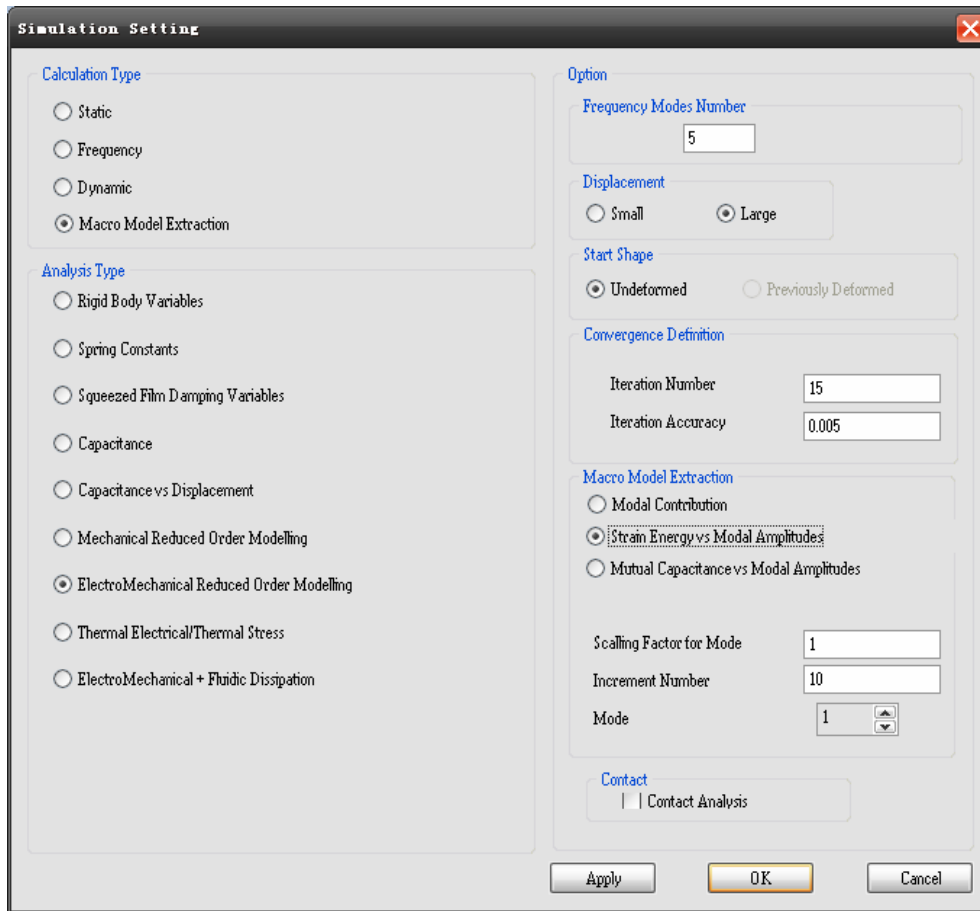 Simulation Setting
Calculation Type
Static
Frequency
Dynamic
Macro Model Extraction
Analysis Type
Rigid Body Variables
Spring Constants
Squeezed Film Damping Variables
Capacitance
Capacitance vs Displacement
Mechanical Reduced Order Modelling
ElectroMechanical Reduced Order Modelling
Thermal Electrical/Thermal Stress
ElectroMechanical + Fluidic Dissipation
Option
Frequency Modes Number
5
Displacement
Small Large
Start Shape
Undeformed Previously Deformed
Convergence Definition
Iteration Number 15
Iteration Accuracy 0.005
Macro Model Extraction
Modal Contribution
Strain Energy vs Modal Amplitudes
Mutual Capacitance vs Modal Amplitudes
Scalling Factor for Mode 1
Increment Number 10
Mode 1
Contact
Contact Analysis
Apply OK Cancel